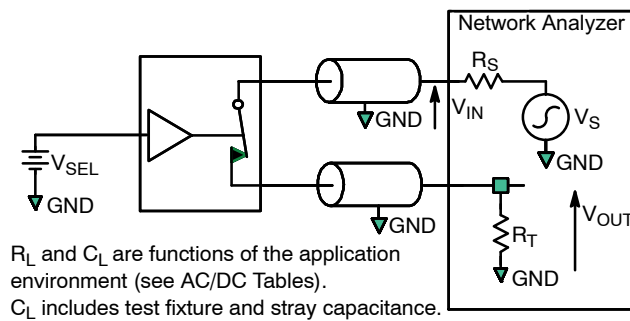 Network Analyzer
R_S
GND
V_IN
V_S
V_SEL
GND
GND
GND
V_OUT
R_T
GND
R_L and C_L are functions of the application
environment (see AC/DC Tables).
C_L includes test fixture and stray capacitance.